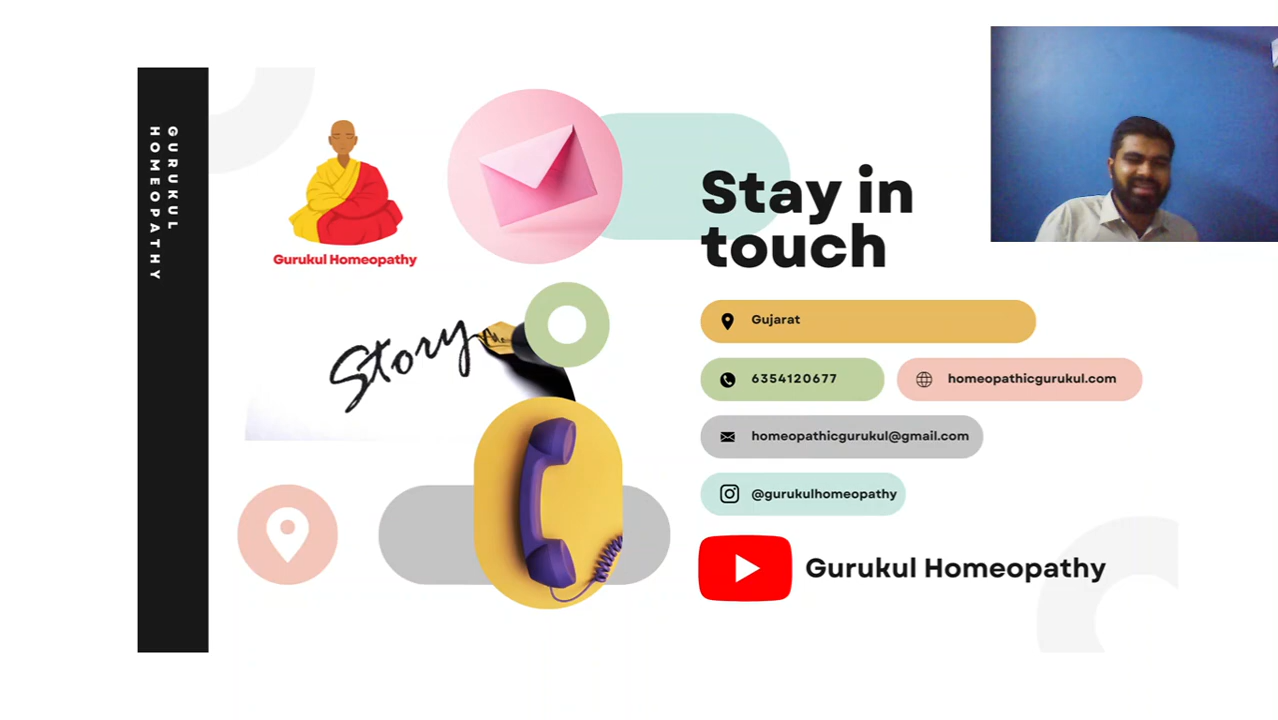 GURUKUL
HOMEOPATHY
Gurukul Homeopathy
Story
Stay in
touch
Gujarat
6354120677
homeopathicgurukul.com
homeopathicgurukul@gmail.com
@gurukulhomeopathy
Gurukul Homeopathy